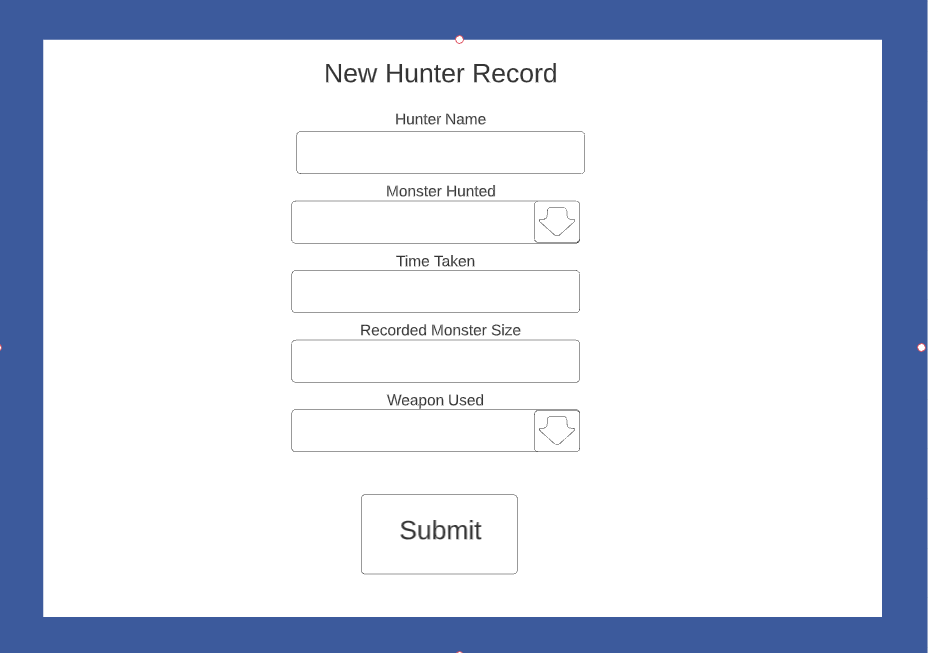 New Hunter Record
Hunter Name
Monster Hunted
Time Taken
Recorded Monster Size
Weapon Used
Submit